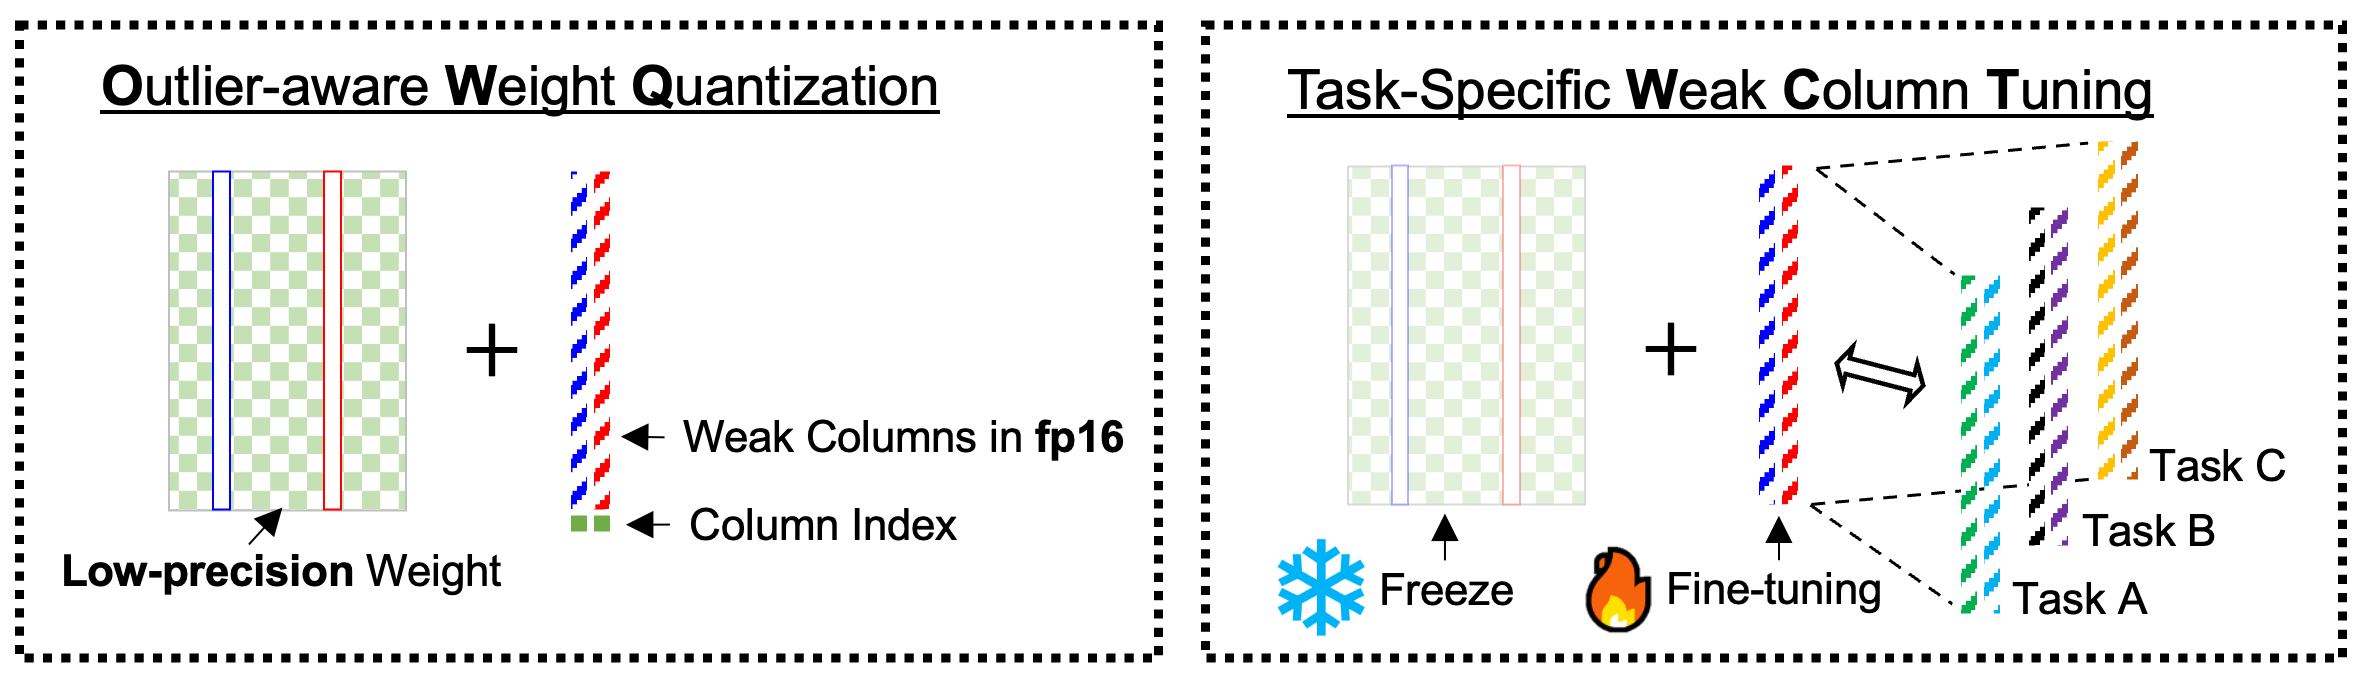 Outlier-aware Weight Quantization
Weak Columns in fp16
Column Index
Low-precision Weight
Task-Specific Weak Column Tuning
Task C
Task B
Task A
Freeze
Fine-tuning